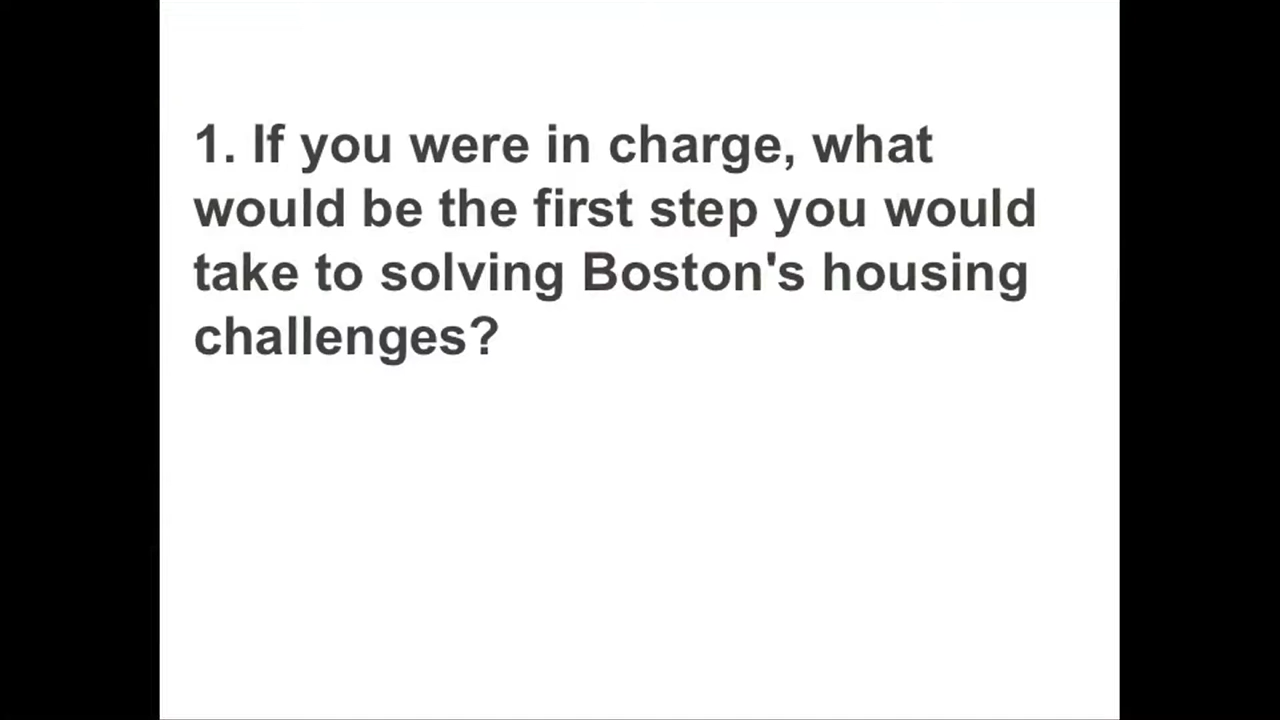 1. If you were in charge, what
would be the first step you would
take to solving Boston's housing
challenges?